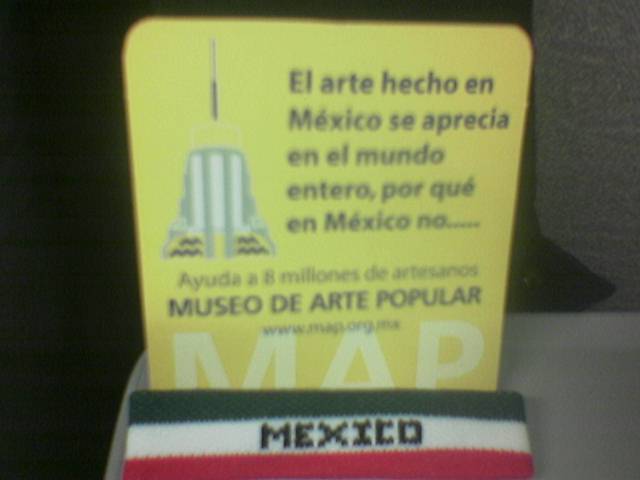 El arte hecho en
México se aprecia
en el mundo
entero, por qué
en México no.....
Ayuda a 8 millones de artesanos
MUSEO DE ARTE POPULAR
www.map.org.mx
MAP
MEXICO